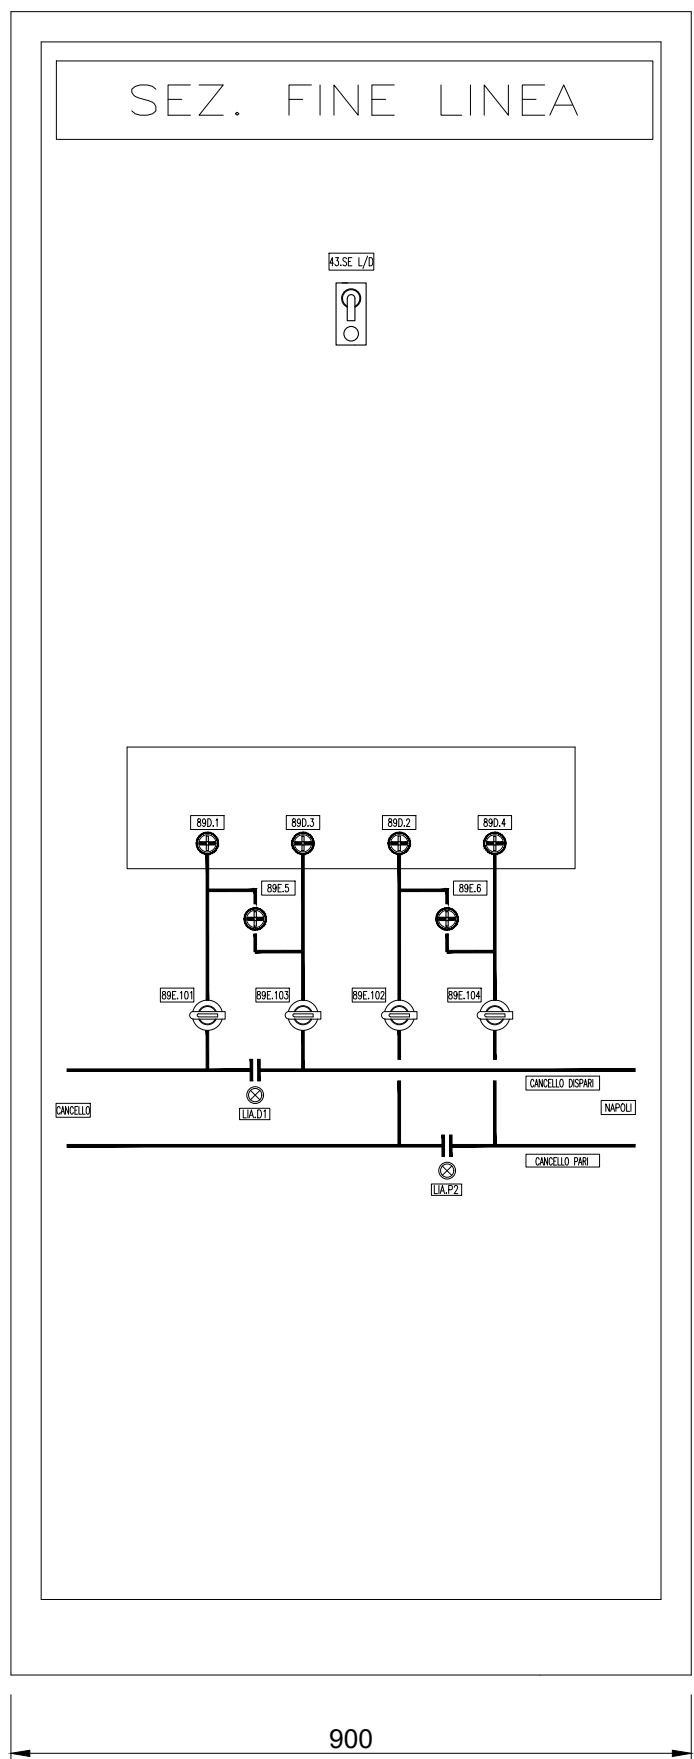 SEZ. FINE LINEA
43.SE L/D
89D.1 89D.3 89D.2 89D.4
89E.5 89E.6
89E.101 89E.103 89E.102 89E.104
CANCELLO DISPARI
CANCELLO NAPOLI
LIA.D1
CANCELLO PARI
LIA.P2
900